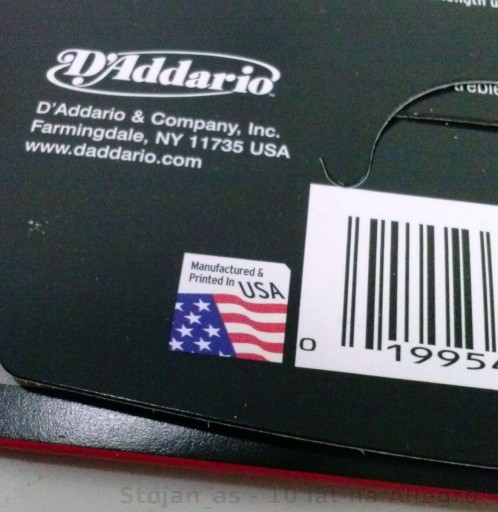 D'Addario
D'Addario & Company, Inc.
Farmingdale, NY 11735 USA
www.daddario.com
Manufactured &
Printed In USA
0
19954
Stojan_as - 10 lat na Allegro